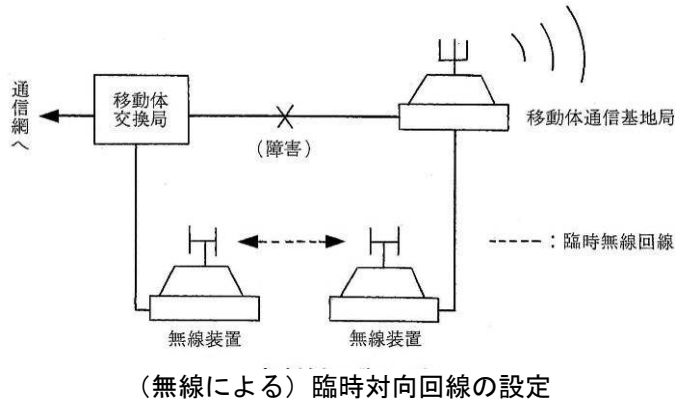 通信網へ
移動体
交換局
(障害)
移動体通信基地局
無線装置
無線装置
-----:臨時無線回線
(無線による)臨時対向回線の設定